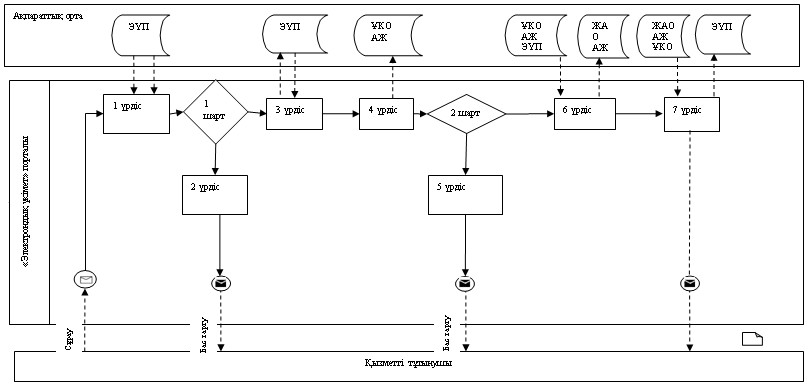 Ақпараттық орта
ЭҮП
ЭҮП
ҰКО
АЖ
ҰКО
АЖ
ЭҮП
ЖА
О
АЖ
ЖАО
АЖ
ҰКО
ЭҮП
«Электрондық үкімет» порталы
1 үрдіс
1
шарт
3 үрдіс
4 үрдіс
2 шарт
6 үрдіс
7 үрдіс
2 үрдіс
5 үрдіс
Сұрау
Бас тарту
Бас тарту
Қызметті тұтынушы